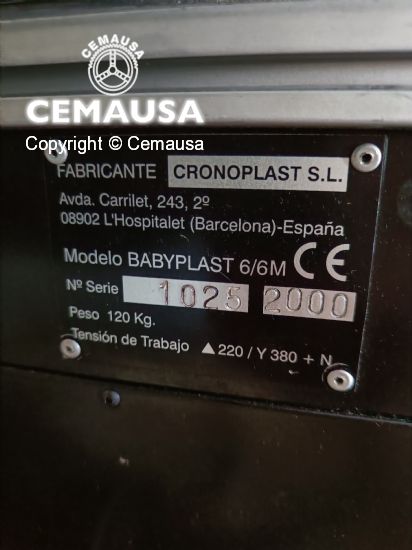 CEMAUSA
CEMAUSA
Copyright © Cemausa
FABRICANTE CRONOPLAST S.L.
Avda. Carrilet, 243, 2º
08902 L'Hospitalet (Barcelona)-España
Modelo BABYPLAST 6/6M CE
Nº Serie 1025 2000
Peso 120 Kg.
Tensión de Trabajo ▲220 / Y 380 + N